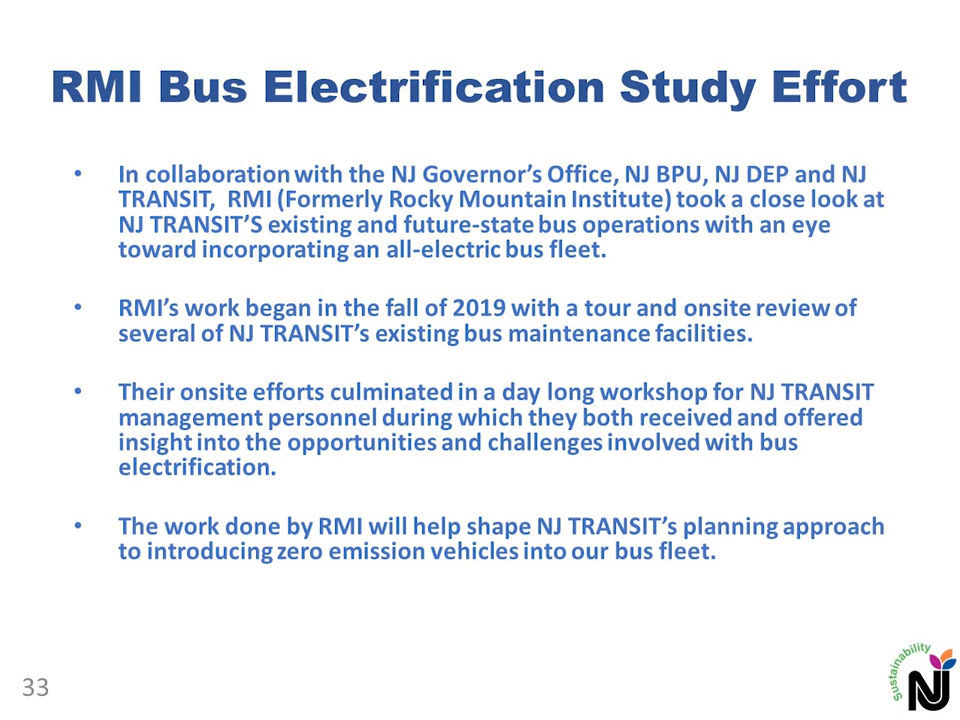 RMI Bus Electrification Study Effort
• In collaboration with the NJ Governor’s Office, NJ BPU, NJ DEP and NJ
TRANSIT,  RMI (Formerly Rocky Mountain Institute) took a close look at
NJ TRANSIT’S existing and future-state bus operations with an eye
toward incorporating an all-electric bus fleet.
• RMI’s work began in the fall of 2019 with a tour and onsite review of
several of NJ TRANSIT’s existing bus maintenance facilities.
• Their onsite efforts culminated in a day long workshop for NJ TRANSIT
management personnel during which they both received and offered
insight into the opportunities and challenges involved with bus
electrification.
• The work done by RMI will help shape NJ TRANSIT’s planning approach
to introducing zero emission vehicles into our bus fleet.
33
Sustainability
NJ